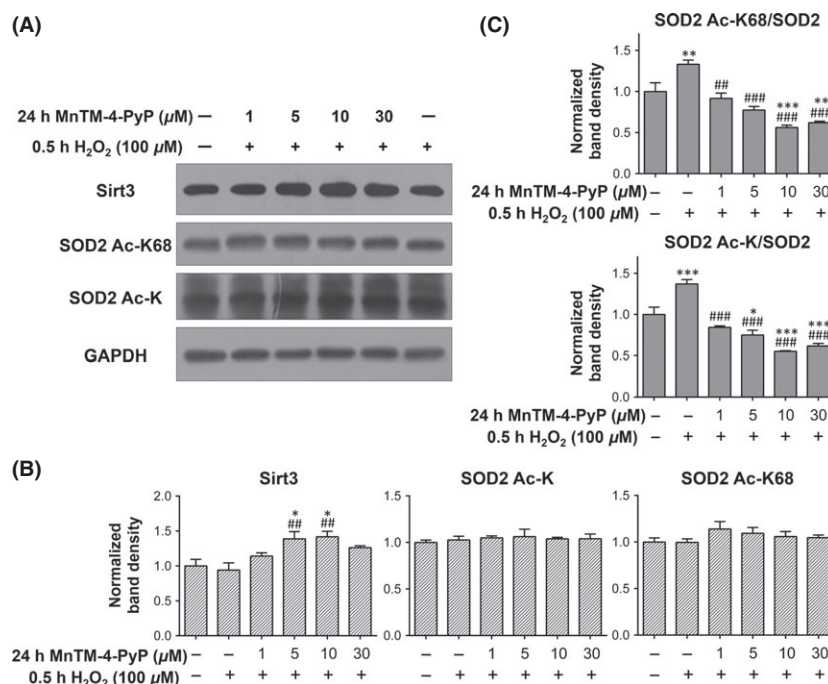 (A)
24 h MnTM-4-PyP (µM) – 1 5 10 30 –
0.5 h H₂O₂ (100 µM) – + + + + +
Sirt3
SOD2 Ac-K68
SOD2 Ac-K
GAPDH
(C)
SOD2 Ac-K68/SOD2
Normalized
band density
1.5
1.0
0.5
0.0
** ## ### *** ### ** ###
24 h MnTM-4-PyP (µM) – – 1 5 10 30
0.5 h H₂O₂ (100 µM) – + + + + +
SOD2 Ac-K/SOD2
Normalized
band density
1.5
1.0
0.5
0.0
*** ### * ### *** ### *** ###
24 h MnTM-4-PyP (µM) – – 1 5 10 30
0.5 h H₂O₂ (100 µM) – + + + + +
(B)
Sirt3
Normalized
band density
2.0
1.5
1.0
0.5
0.0
* ## * ##
SOD2 Ac-K
1.5
1.0
0.5
0.0
SOD2 Ac-K68
1.5
1.0
0.5
0.0
24 h MnTM-4-PyP (µM) – – 1 5 10 30 – – 1 5 10 30 – – 1 5 10 30
0.5 h H₂O₂ (100 µM) – + + + + + – + + + + + – + + + + +